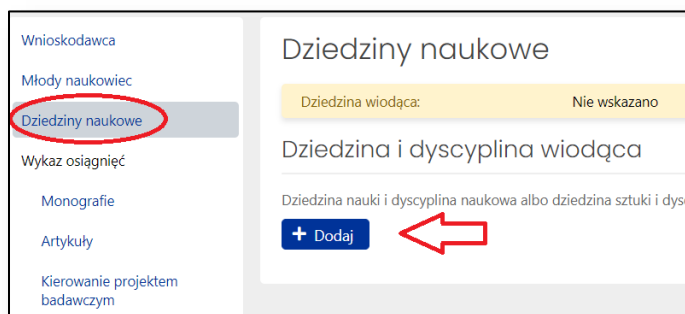 Wnioskodawca
Młody naukowiec
Dziedziny naukowe
Wykaz osiągnięć
Monografie
Artykuły
Kierowanie projektem
badawczym
Dziedziny naukowe
Dziedzina wiodąca: Nie wskazano
Dziedzina i dyscyplina wiodąca
Dziedzina nauki i dyscyplina naukowa albo dziedzina sztuki i
+ Dodaj